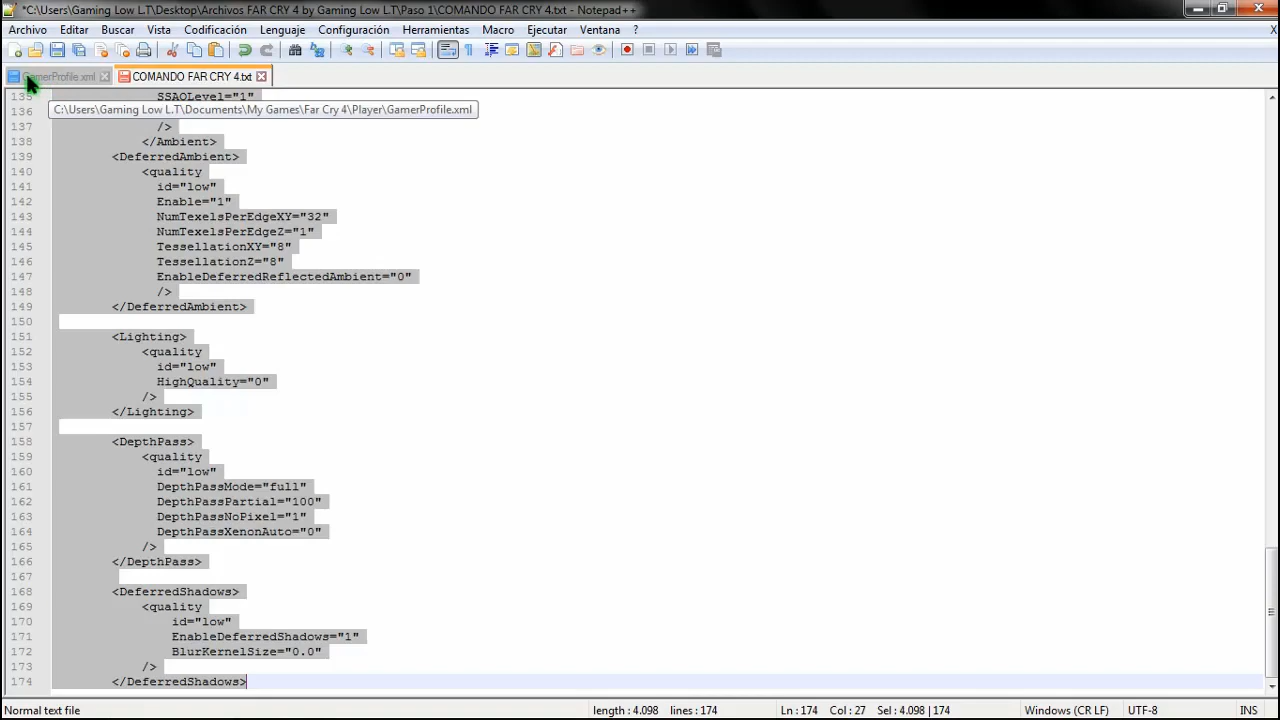 *C:\Users\Gaming Low L.T\Desktop\Archivos FAR CRY 4 by Gaming Low L.T\Paso 1\COMANDO FAR CRY 4.txt - Notepad++
Archivo Editar Buscar Vista Codificación Lenguaje Configuración Herramientas Macro Ejecutar Ventana ? X
GamerProfile.xml COMANDO FAR CRY 4.txt
135 SSAOLevel="1"
C:\Users\Gaming Low L.T\Documents\My Games\Far Cry 4\Player\GamerProfile.xml
136
137 />
138 </Ambient>
139 <DeferredAmbient>
140 <quality
141 id="low"
142 Enable="1"
143 NumTexelsPerEdgeXY="32"
144 NumTexelsPerEdgeZ="1"
145 TessellationXY="8"
146 TessellationZ="8"
147 EnableDeferredReflectedAmbient="0"
148 />
149 </DeferredAmbient>
150
151 <Lighting>
152 <quality
153 id="low"
154 HighQuality="0"
155 />
156 </Lighting>
157
158 <DepthPass>
159 <quality
160 id="low"
161 DepthPassMode="full"
162 DepthPassPartial="100"
163 DepthPassNoPixel="1"
164 DepthPassXenonAuto="0"
165 />
166 </DepthPass>
167
168 <DeferredShadows>
169 <quality
170 id="low"
171 EnableDeferredShadows="1"
172 BlurKernelSize="0.0"
173 />
174 </DeferredShadows>
Normal text file length : 4.098 lines : 174 Ln : 174 Col : 27 Sel : 4.098 | 174 Windows (CR LF) UTF-8 INS